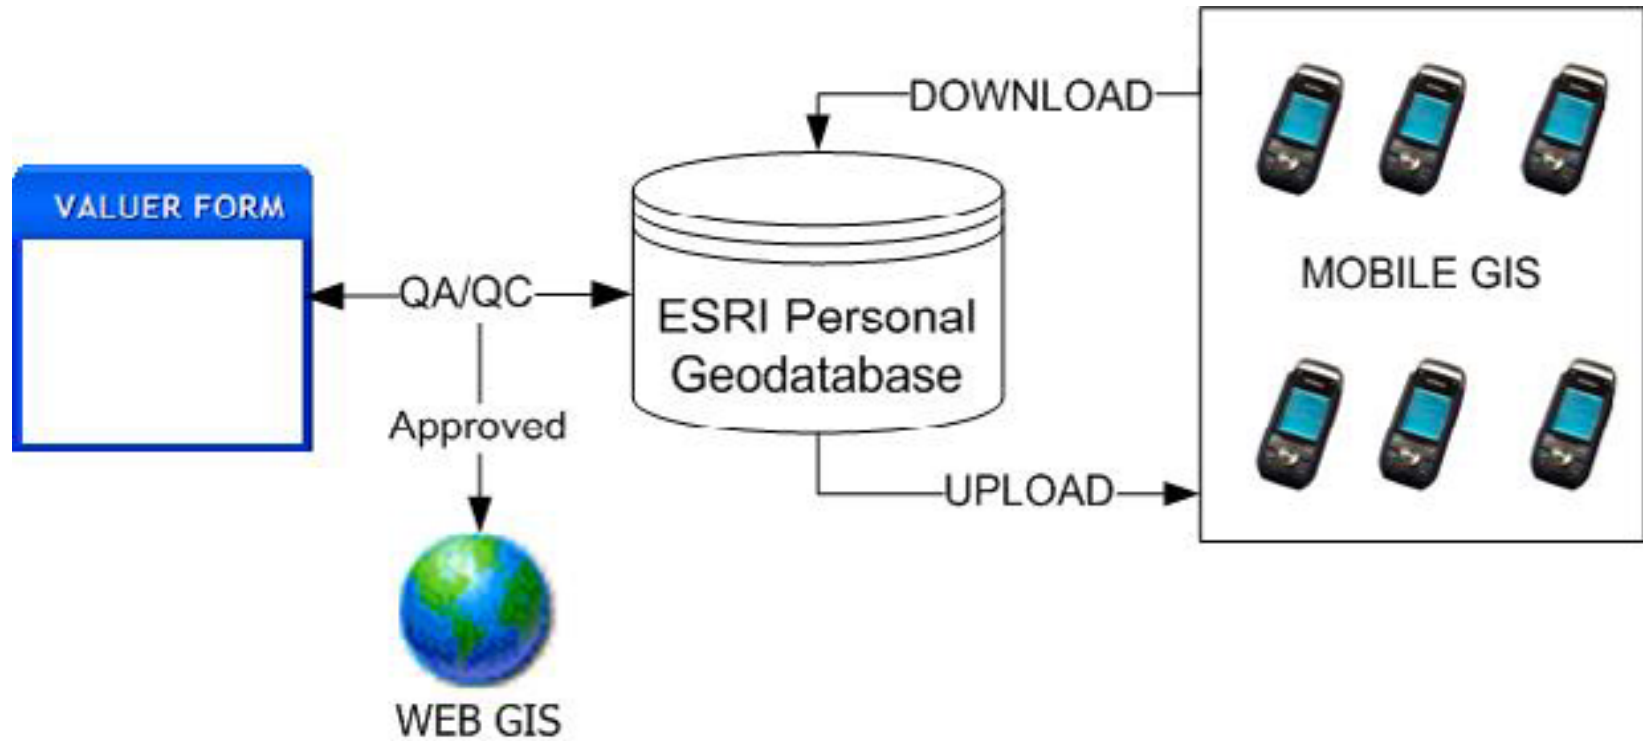 DOWNLOAD
VALUER FORM
MOBILE GIS
QA/QC
ESRI Personal
Geodatabase
Approved
UPLOAD
WEB GIS